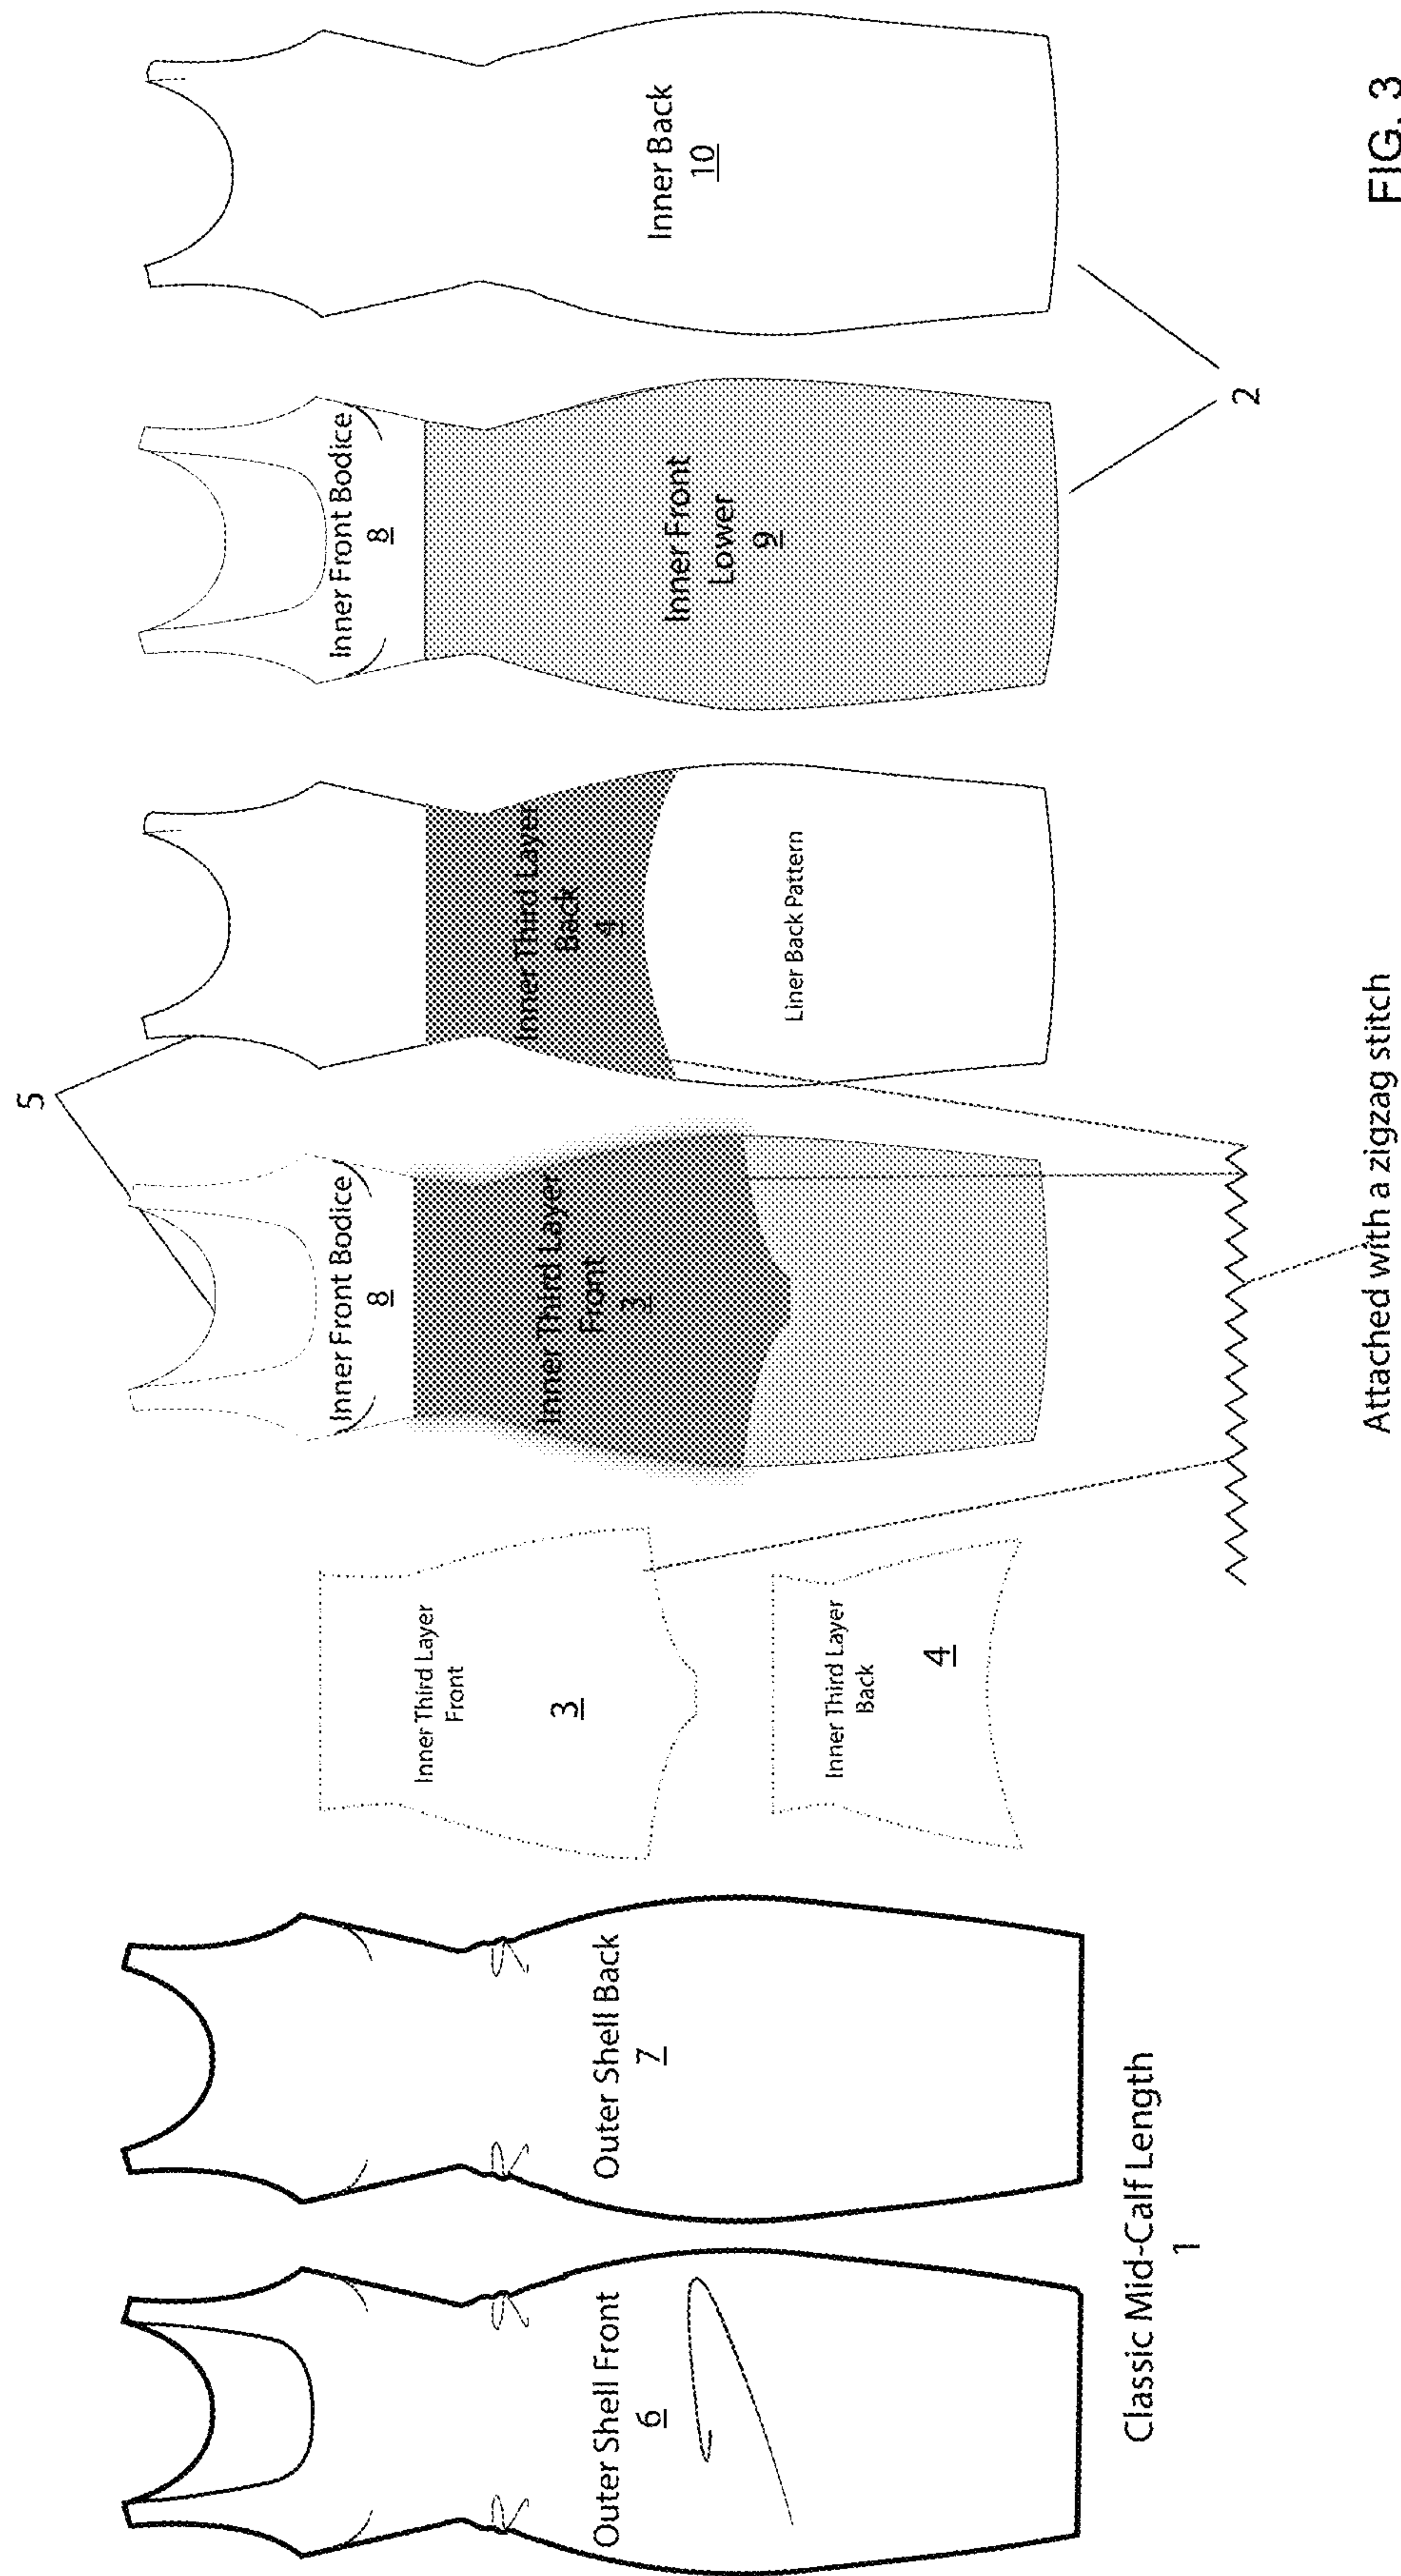 Outer Shell Front
6
Outer Shell Back
7
Classic Mid-Calf Length
1
Inner Third Layer
Front
3
Inner Third Layer
Back
4
5
Inner Front Bodice
8
Inner Third Layer
Front
3
Inner Third Layer
Back
4
Liner Back Pattern
Attached with a zigzag stitch
Inner Front Bodice
8
Inner Front
Lower
9
Inner Back
10
2
FIG. 3